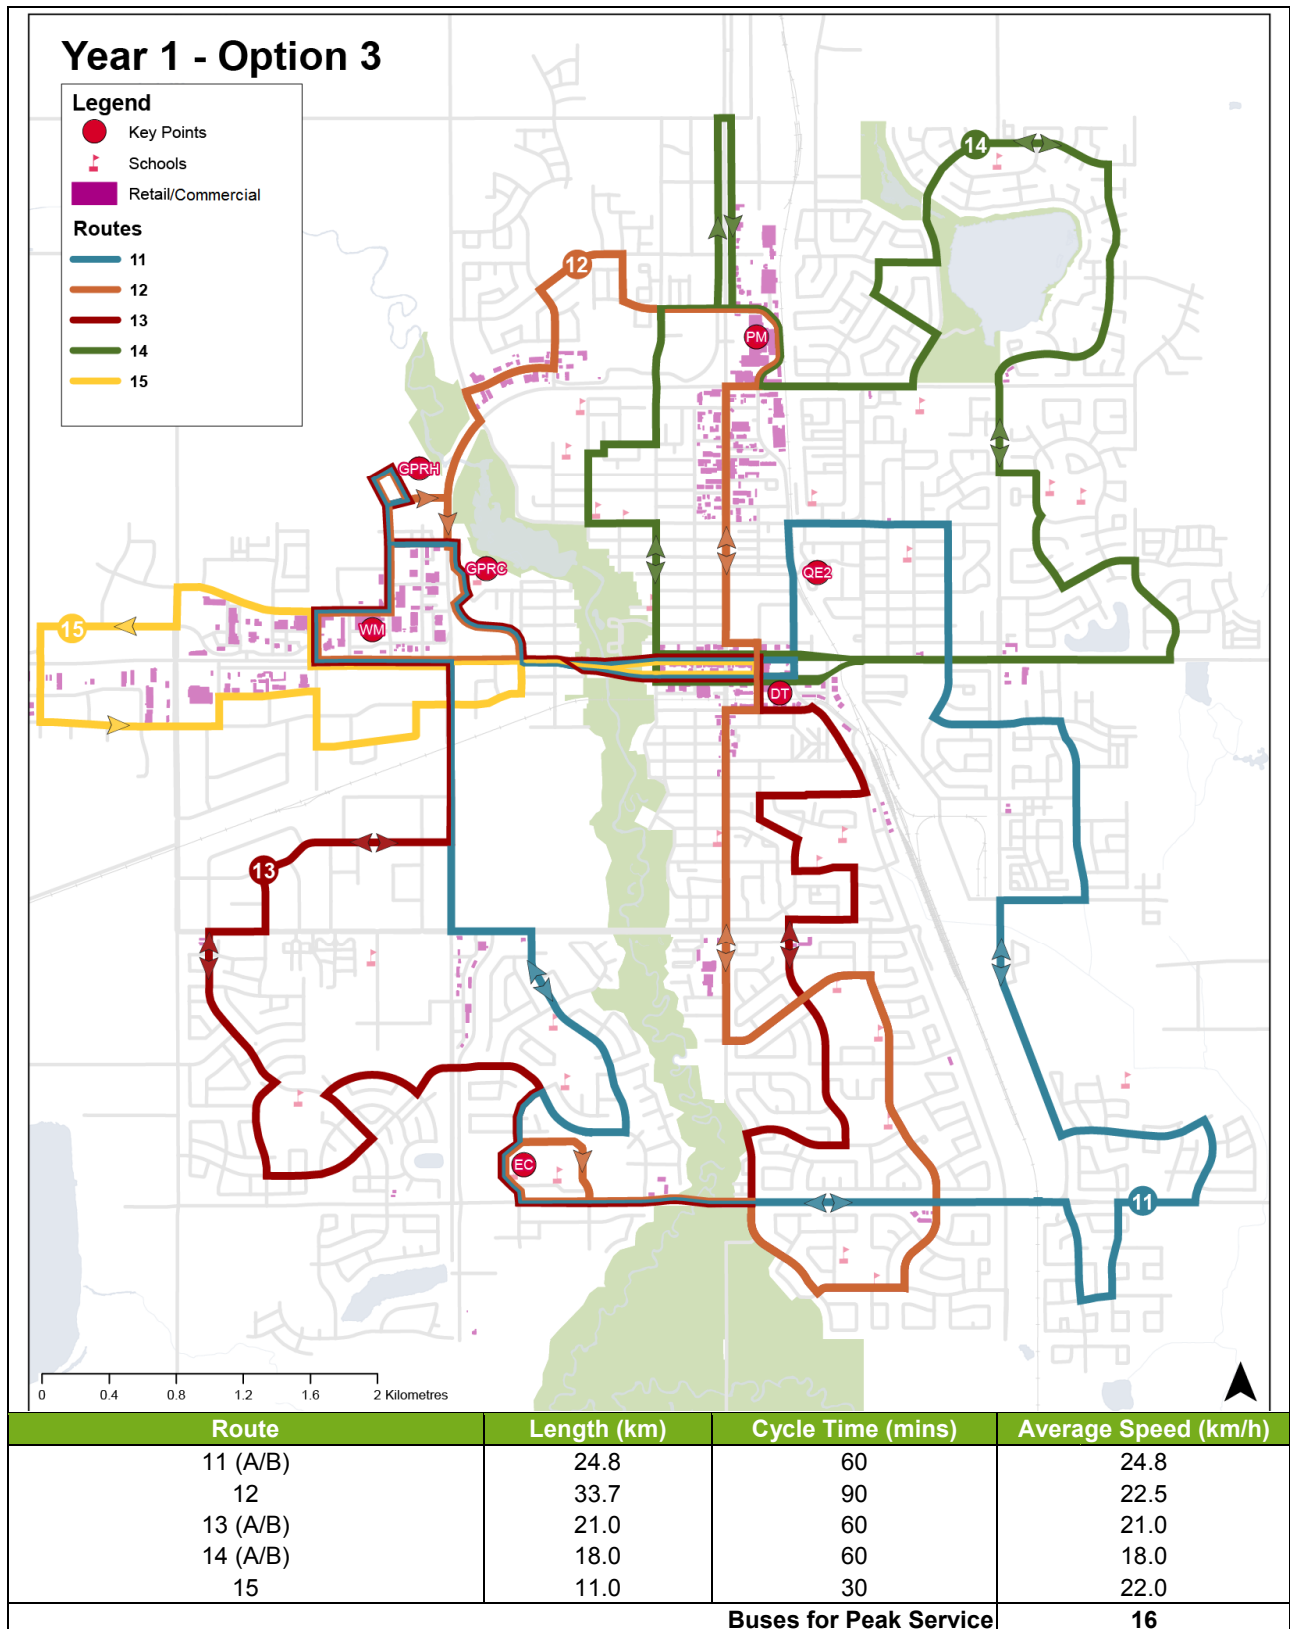 Year 1 - Option 3
Legend
Key Points
Schools
Retail/Commercial
Routes
11
12
13
14
15
14
12
PM
GPRH
GPRC
QE2
WM
15
DT
13
EC
11
0 0.4 0.8 1.2 1.6 2 Kilometres
Route Length (km) Cycle Time (mins) Average Speed (km/h)
11 (A/B) 24.8 60 24.8
12 33.7 90 22.5
13 (A/B) 21.0 60 21.0
14 (A/B) 18.0 60 18.0
15 11.0 30 22.0
Buses for Peak Service 16